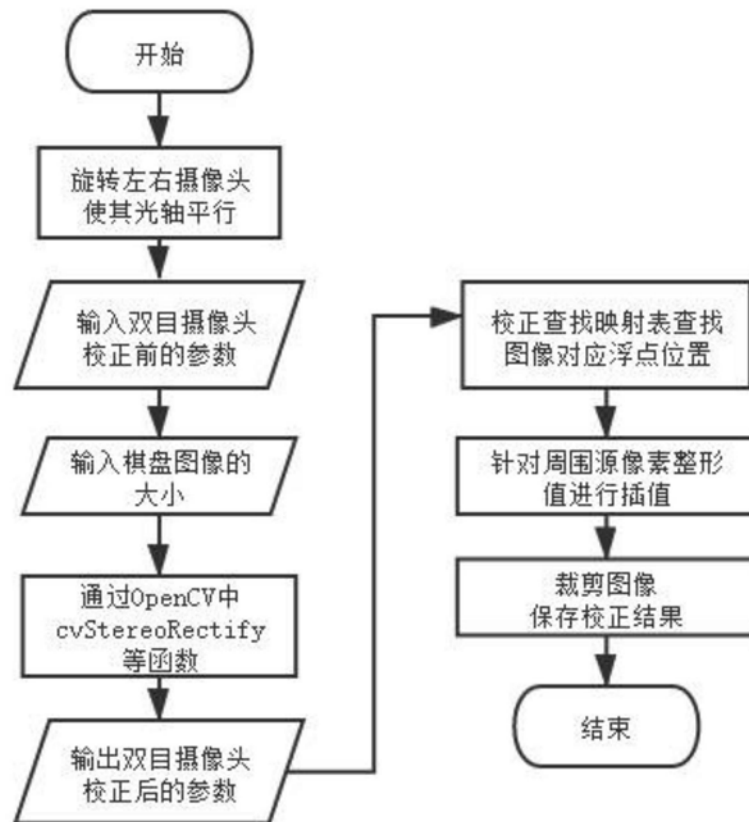 开始
旋转左右摄像头
使其光轴平行
输入双目摄像头
校正前的参数
输入棋盘图像的
大小
通过OpenCV中
cvStereoRectify
等函数
输出双目摄像头
校正后的参数
校正查找映射表查找
图像对应浮点位置
针对周围源像素整形
值进行插值
裁剪图像
保存校正结果
结束